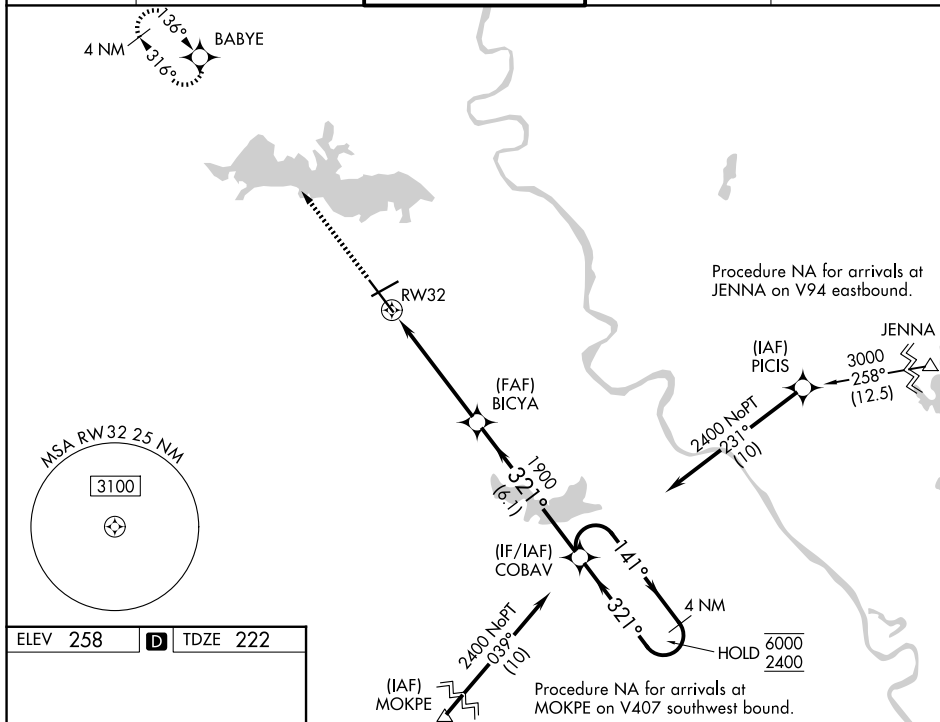 136°
BABYE
4 NM
316°
RW32
Procedure NA for arrivals at
JENNA on V94 eastbound.
JENNA
(IAF)
PICIS
3000
258°
(12.5)
(FAF)
BICYA
2400 NoPT
231°
(10)
MSA RW32 25 NM
3100
1900
321°
(6.1)
(IF/IAF)
COBAV
141°
321°
4 NM
HOLD 6000
2400
2400 NoPT
039°
(10)
ELEV 258 D TDZE 222
(IAF)
MOKPE
Procedure NA for arrivals at
MOKPE on V407 southwest bound.